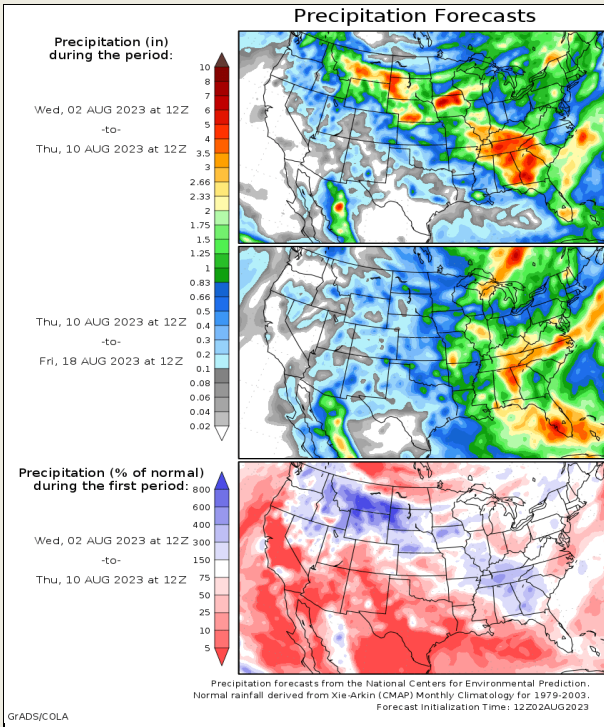 Precipitation Forecasts
Precipitation (in)
during the period:
Wed, 02 AUG 2023 at 12Z
-to-
Thu, 10 AUG 2023 at 12Z
10
8
7
6
5
4
3.5
3
2.66
2.33
2
1.75
1.5
1.25
1
0.83
0.66
0.5
0.4
0.3
0.2
0.1
0.08
0.06
0.04
0.02
Thu, 10 AUG 2023 at 12Z
-to-
Fri, 18 AUG 2023 at 12Z
Precipitation (% of normal)
during the first period:
Wed, 02 AUG 2023 at 12Z
-to-
Thu, 10 AUG 2023 at 12Z
800
600
400
300
150
75
50
25
10
5
Precipitation forecasts from the National Centers for Environmental Prediction.
Normal rainfall derived from Xie-Arkin (CMAP) Monthly Climatology for 1979-2003.
Forecast Initialization Time: 12Z02AUG2023
GrADS/COLA